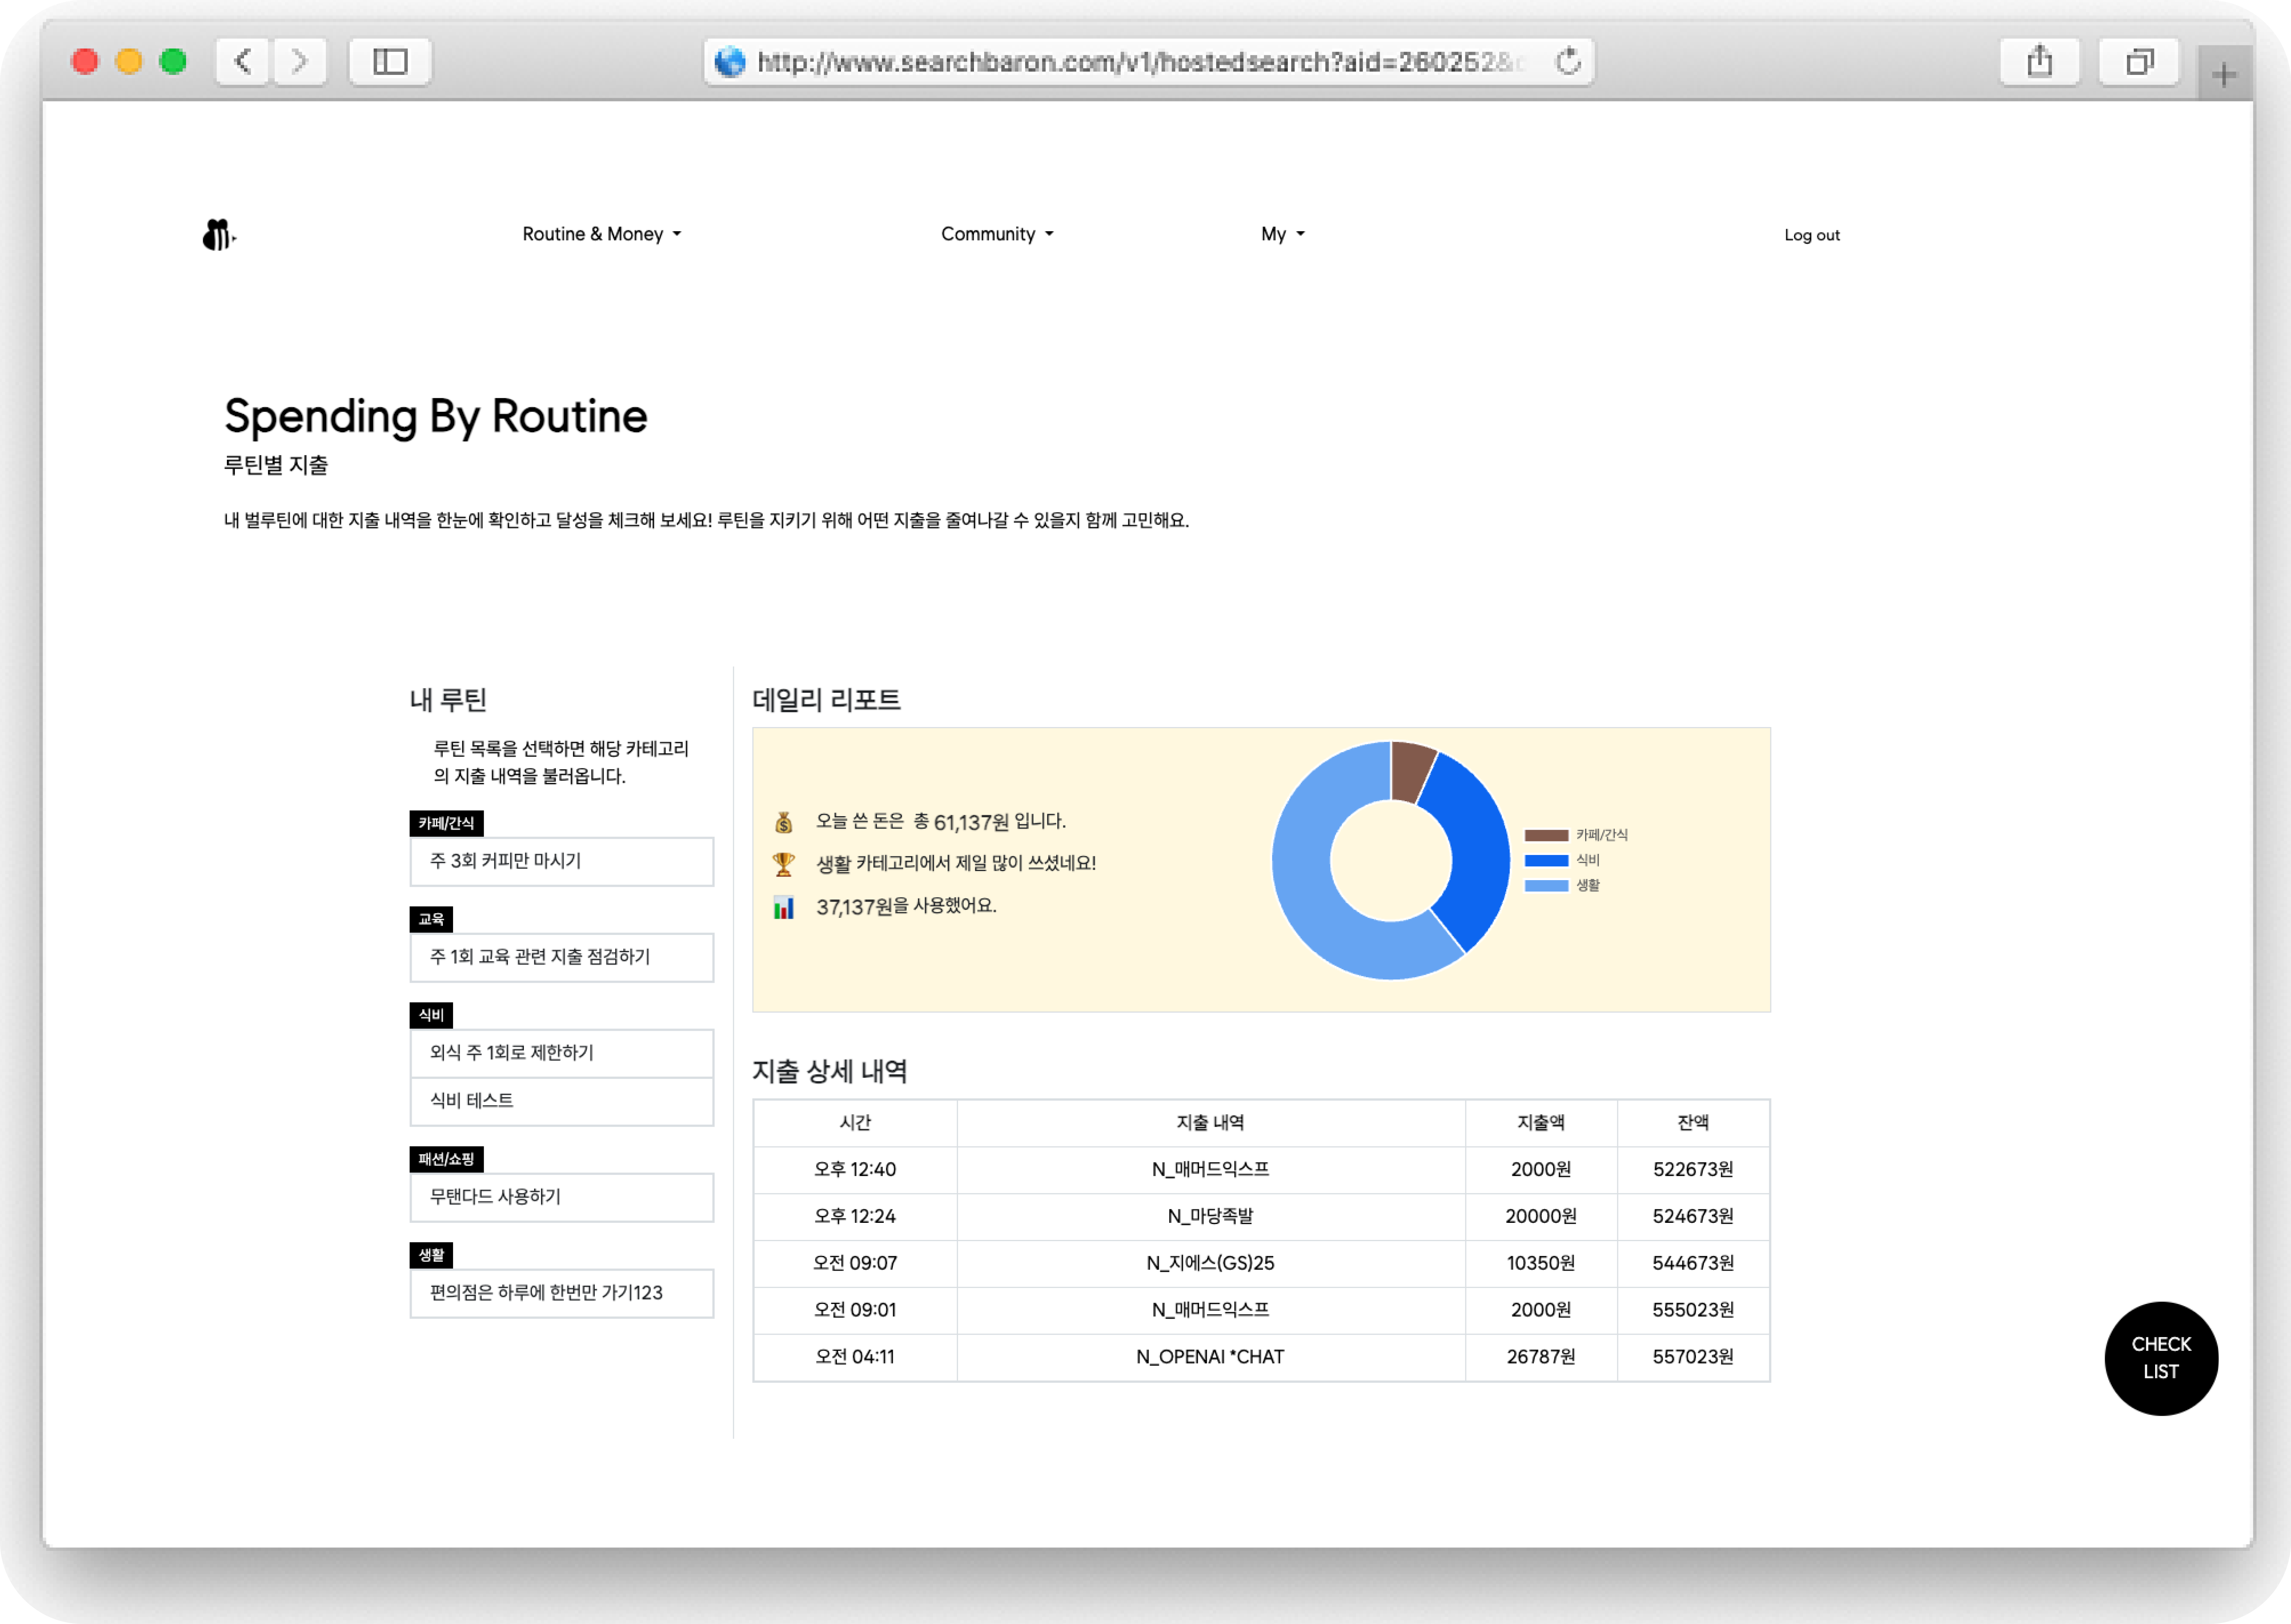 http://www.searchbaron.com/v1/hostedsearch?aid=260252&
Routine & Money
Community
My
Log out
Spending By Routine
루틴별 지출
내 벌루틴에 대한 지출 내역을 한눈에 확인하고 달성을 체크해 보세요! 루틴을 지키기 위해 어떤 지출을 줄여나갈 수 있을지 함께 고민해요.
내 루틴
루틴 목록을 선택하면 해당 카테고리
의 지출 내역을 불러옵니다.
카페/간식
주 3회 커피만 마시기
교육
주 1회 교육 관련 지출 점검하기
식비
외식 주 1회로 제한하기
식비 테스트
패션/쇼핑
무탠다드 사용하기
생활
편의점은 하루에 한번만 가기123
데일리 리포트
오늘 쓴 돈은 총 61,137원 입니다.
생활 카테고리에서 제일 많이 쓰셨네요!
37,137원을 사용했어요.
카페/간식
식비
생활
지출 상세 내역
시간 지출 내역 지출액 잔액
오후 12:40 N_매머드익스프 2000원 522673원
오후 12:24 N_마당족발 20000원 524673원
오전 09:07 N_지에스(GS)25 10350원 544673원
오전 09:01 N_매머드익스프 2000원 555023원
오전 04:11 N_OPENAI *CHAT 26787원 557023원
CHECK
LIST